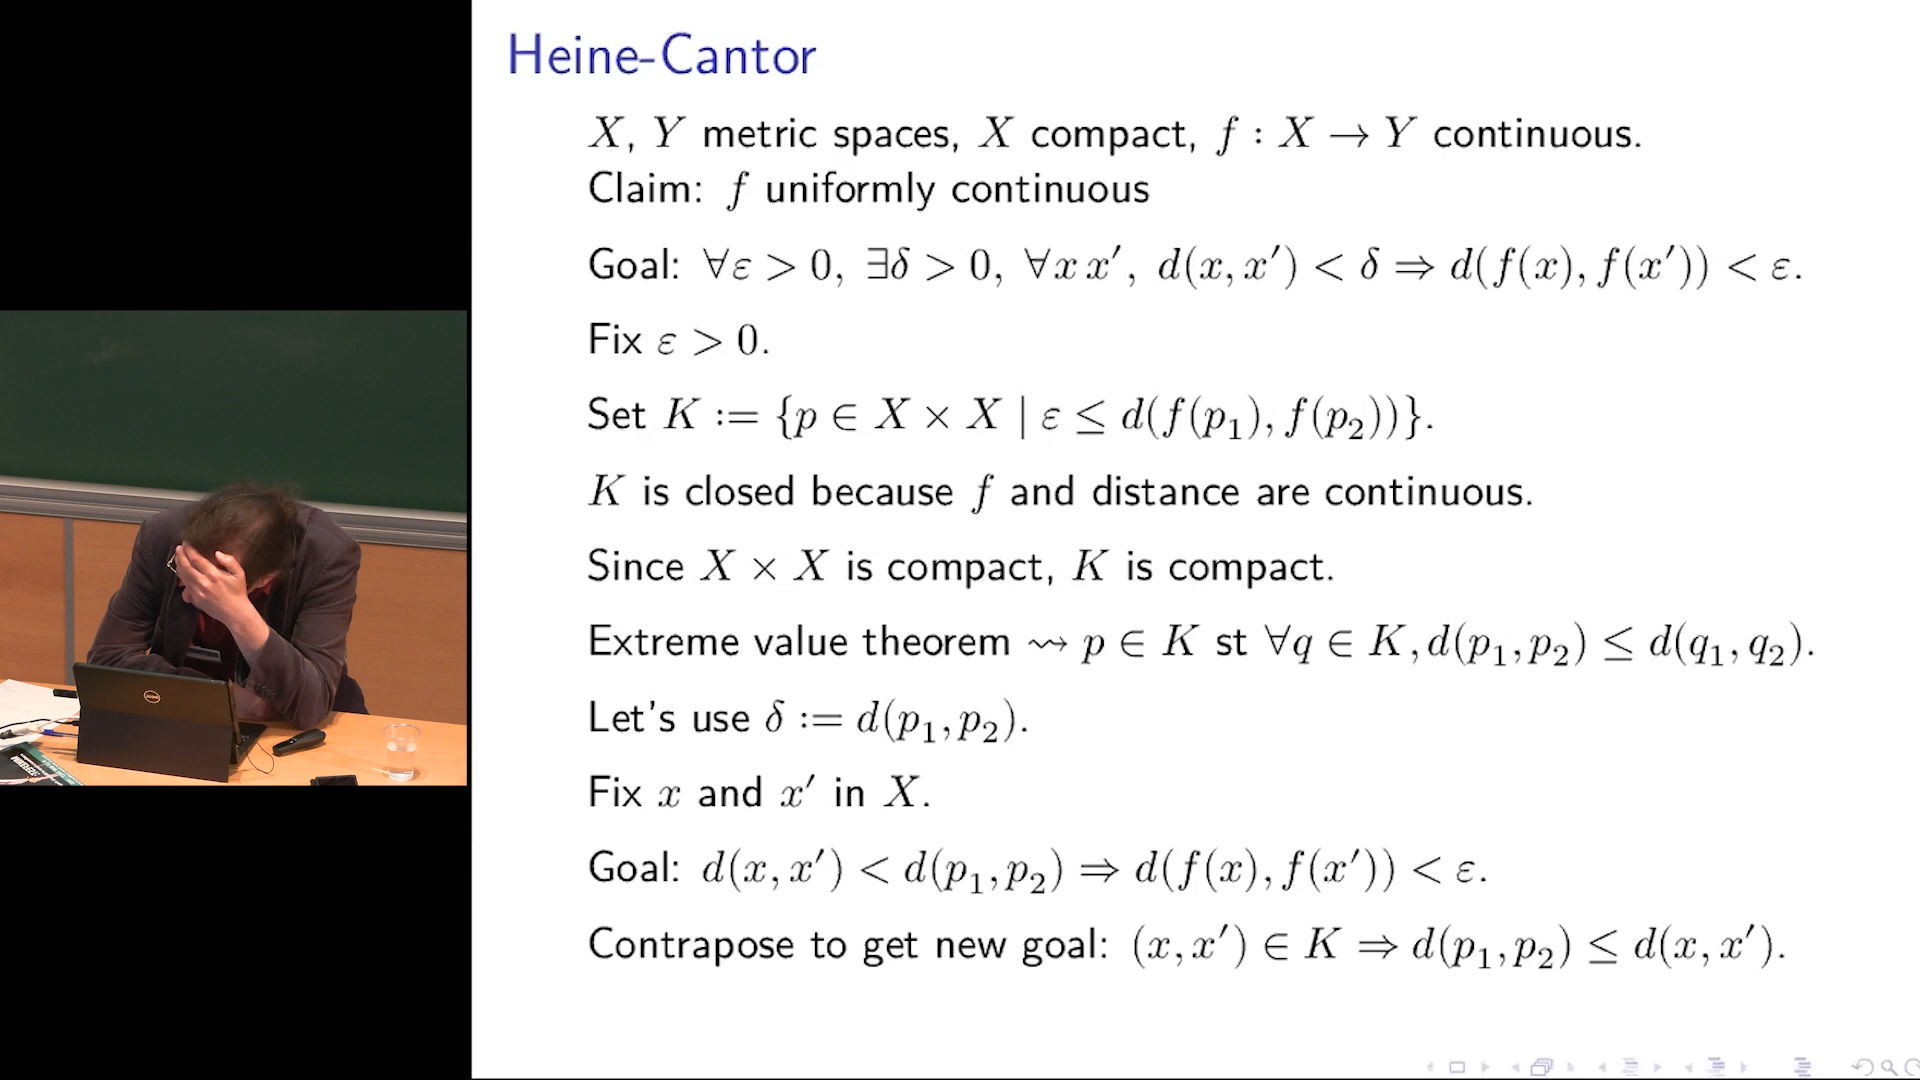 Heine-Cantor
X, Y metric spaces, X compact, f : X → Y continuous.
Claim: f uniformly continuous
Goal: ∀ε > 0, ∃δ > 0, ∀x x′, d(x, x′) < δ ⇒ d(f(x), f(x′)) < ε.
Fix ε > 0.
Set K := {p ∈ X × X | ε ≤ d(f(p₁), f(p₂))}.
K is closed because f and distance are continuous.
Since X × X is compact, K is compact.
Extreme value theorem ⇝ p ∈ K st ∀q ∈ K, d(p₁, p₂) ≤ d(q₁, q₂).
Let's use δ := d(p₁, p₂).
Fix x and x′ in X.
Goal: d(x, x′) < d(p₁, p₂) ⇒ d(f(x), f(x′)) < ε.
Contrapose to get new goal: (x, x′) ∈ K ⇒ d(p₁, p₂) ≤ d(x, x′).
DELL